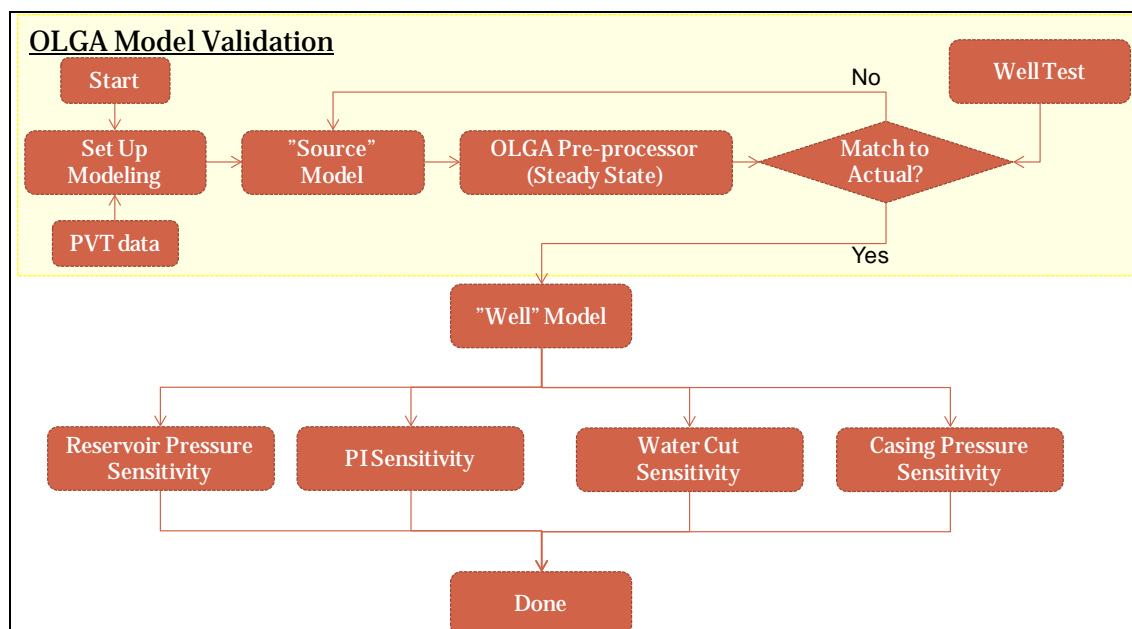 OLGA Model Validation
Start
No
Well Test
Set Up
Modeling
”Source”
Model
OLGA Pre-processor
(Steady State)
Match to
Actual?
PVT data
Yes
”Well” Model
Reservoir Pressure
Sensitivity
PI Sensitivity
Water Cut
Sensitivity
Casing Pressure
Sensitivity
Done